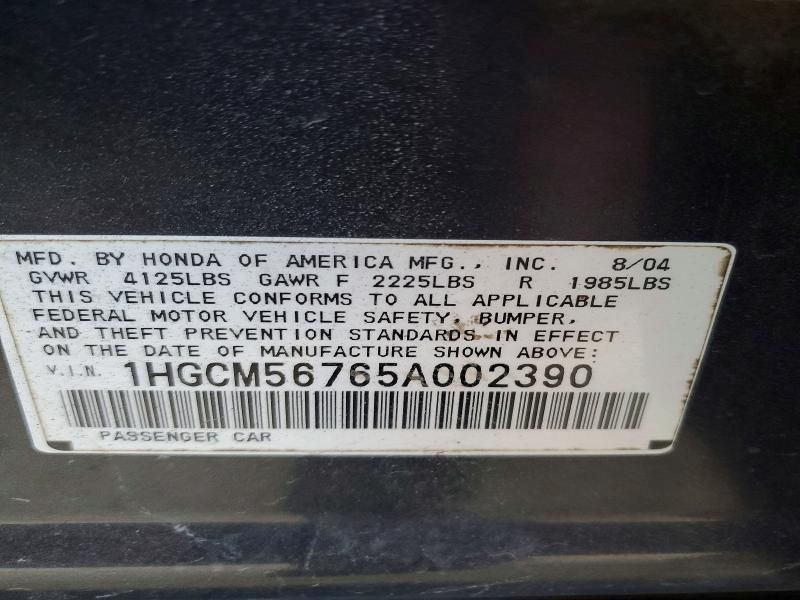 MFD. BY HONDA OF AMERICA MFG., INC. 8/04
GVWR 4125LBS GAWR F 2225LBS R 1985LBS
THIS VEHICLE CONFORMS TO ALL APPLICABLE
FEDERAL MOTOR VEHICLE SAFETY, BUMPER,
AND THEFT PREVENTION STANDARDS IN EFFECT
ON THE DATE OF MANUFACTURE SHOWN ABOVE:
V.I.N. 1HGCM56765A002390
PASSENGER CAR